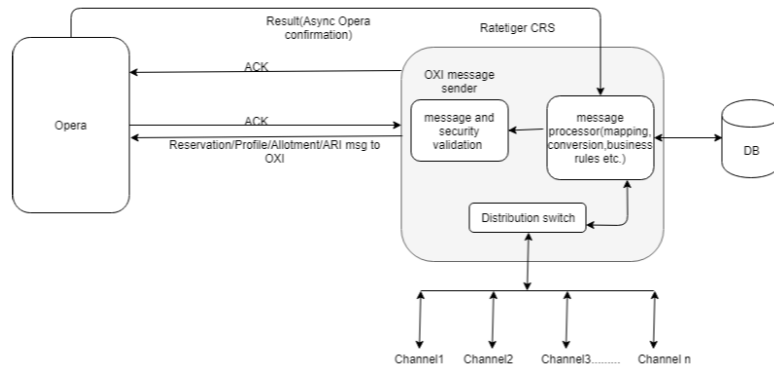 Result(Async Opera
confirmation)
Ratetiger CRS
ACK
OXI message
sender
Opera
ACK
message and
security
validation
message
processor(mapping,
conversion,business
rules etc.)
DB
Reservation/Profile/Allotment/ARI msg to
OXI
Distribution switch
Channel1
Channel2
Channel3.........
Channel n